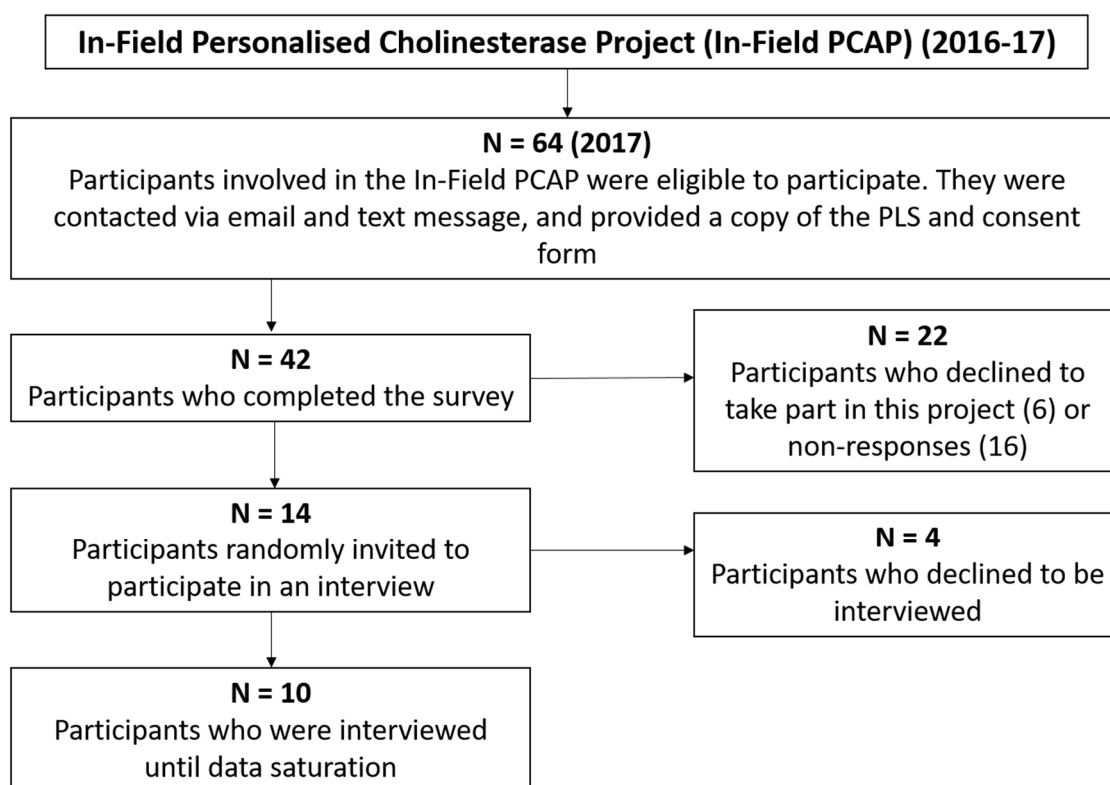 In-Field Personalised Cholinesterase Project (In-Field PCAP) (2016-17)
N = 64 (2017)
Participants involved in the In-Field PCAP were eligible to participate. They were
contacted via email and text message, and provided a copy of the PLS and consent
form
N = 42
Participants who completed the survey
N = 22
Participants who declined to
take part in this project (6) or
non-responses (16)
N = 14
Participants randomly invited to
participate in an interview
N = 4
Participants who declined to be
interviewed
N = 10
Participants who were interviewed
until data saturation